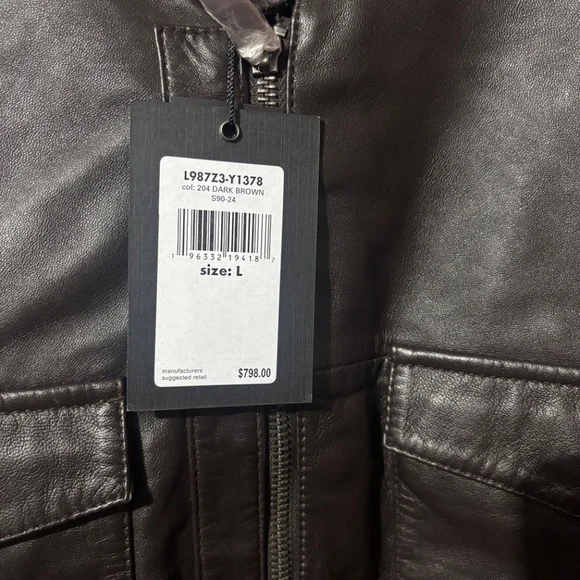 L987Z3-Y1378
col: 204 DARK BROWN
S90-24
1 96332 19418 7
size: L
manufacturers
suggested retail $798.00